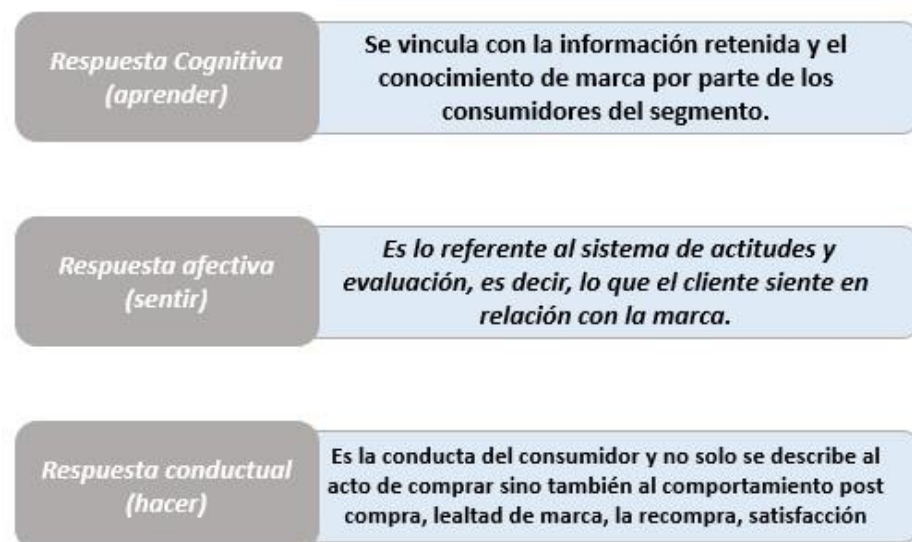 Respuesta Cognitiva
(aprender)
Se vincula con la información retenida y el
conocimiento de marca por parte de los
consumidores del segmento.
Respuesta afectiva
(sentir)
Es lo referente al sistema de actitudes y
evaluación, es decir, lo que el cliente siente en
relación con la marca.
Respuesta conductual
(hacer)
Es la conducta del consumidor y no solo se describe al
acto de comprar sino también al comportamiento post
compra, lealtad de marca, la recompra, satisfacción